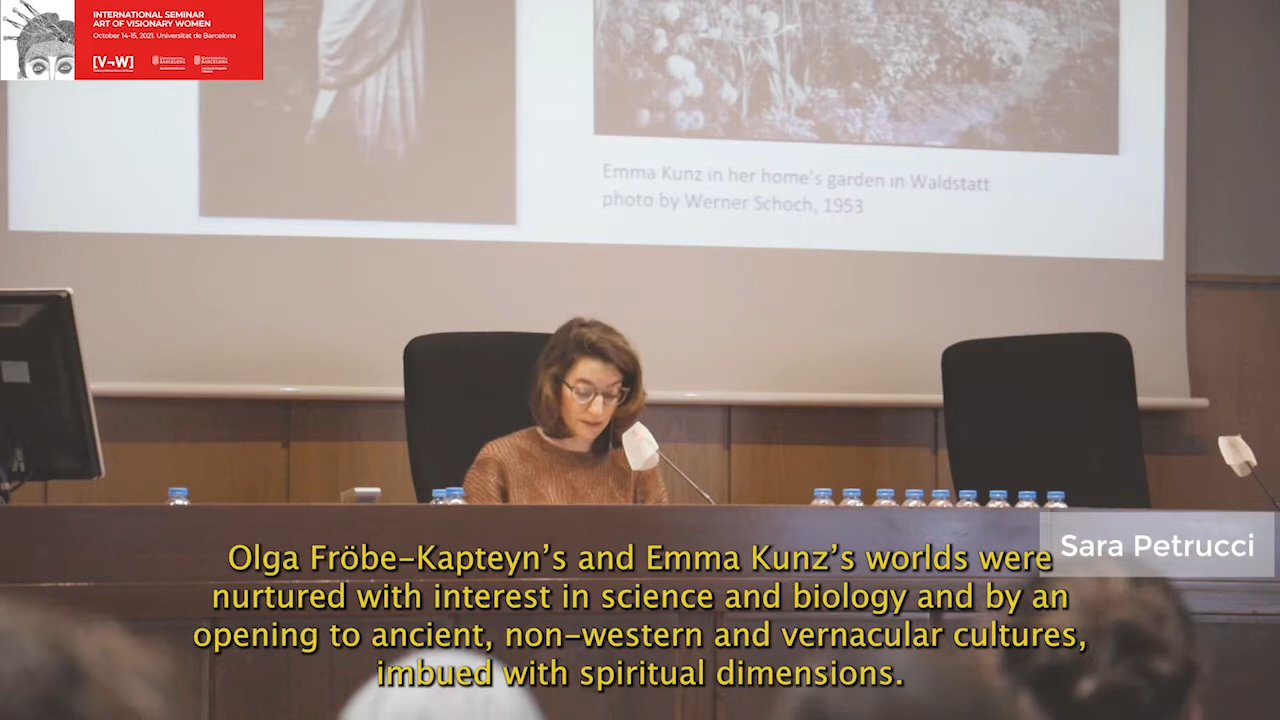 INTERNATIONAL SEMINAR
ART OF VISIONARY WOMEN
October 14-15, 2021. Universitat de Barcelona
[V¬W]
BARCELONA
BARCELONA
Emma Kunz in her home's garden in Waldstatt
photo by Werner Schoch, 1953
Sara Petrucci
Olga Fröbe-Kapteyn's and Emma Kunz's worlds were
nurtured with interest in science and biology and by an
opening to ancient, non-western and vernacular cultures,
imbued with spiritual dimensions.